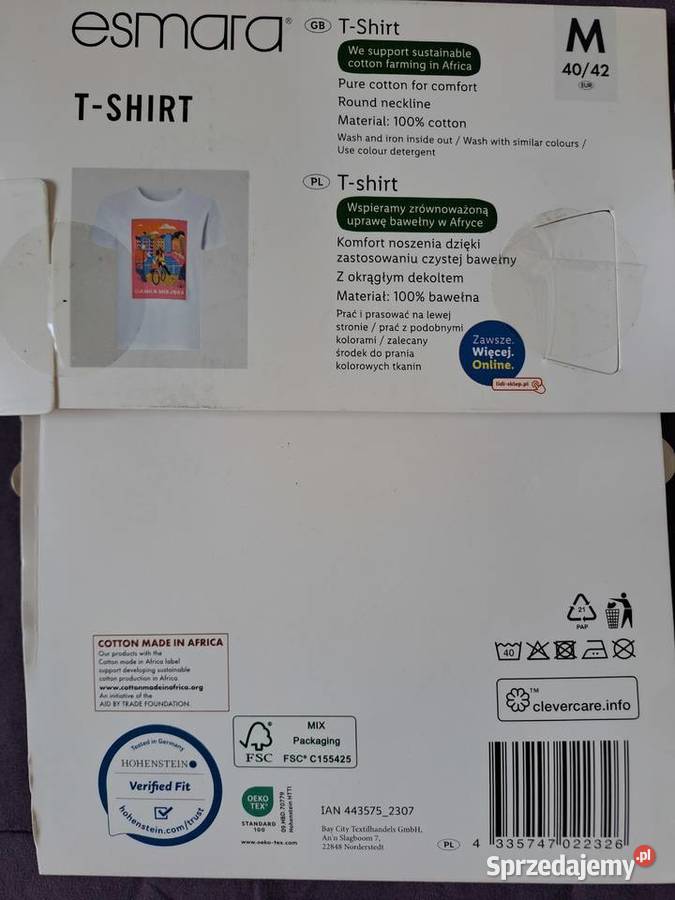 esmara®
T-SHIRT
GB T-Shirt
We support sustainable
cotton farming in Africa
Pure cotton for comfort
Round neckline
Material: 100% cotton
Wash and iron inside out / Wash with similar colours /
Use colour detergent
M
40/42
EUR
PL T-shirt
Wspieramy zrównoważoną
uprawę bawełny w Afryce
Komfort noszenia dzięki
zastosowaniu czystej bawełny
Z okrągłym dekoltem
Materiał: 100% bawełna
Prać i prasować na lewej
stronie / prać z podobnymi
kolorami / zalecany
środek do prania
kolorowych tkanin
Zawsze.
Więcej.
Online.
lidl-sklep.pl
21
PAP
40
™
clevercare.info
COTTON MADE IN AFRICA
Our products with the
Cotton made in Africa label
support developing sustainable
cotton production in Africa.
www.cottonmadeinafrica.org
An initiative of the
AID BY TRADE FOUNDATION.
Tested in Germany
HOHENSTEIN
Verified Fit
hohenstein.com/trust
FSC
MIX
Packaging
FSC® C155425
OEKO
TEX®
STANDARD
100
09.HBD.70779
Hohenstein HTTI
www.oeko-tex.com
IAN 443575_2307
Bay City Textilhandels GmbH,
An'n Slagboom 7,
22848 Norderstedt
PL
4 335747 022326
Sprzedajemy.pl